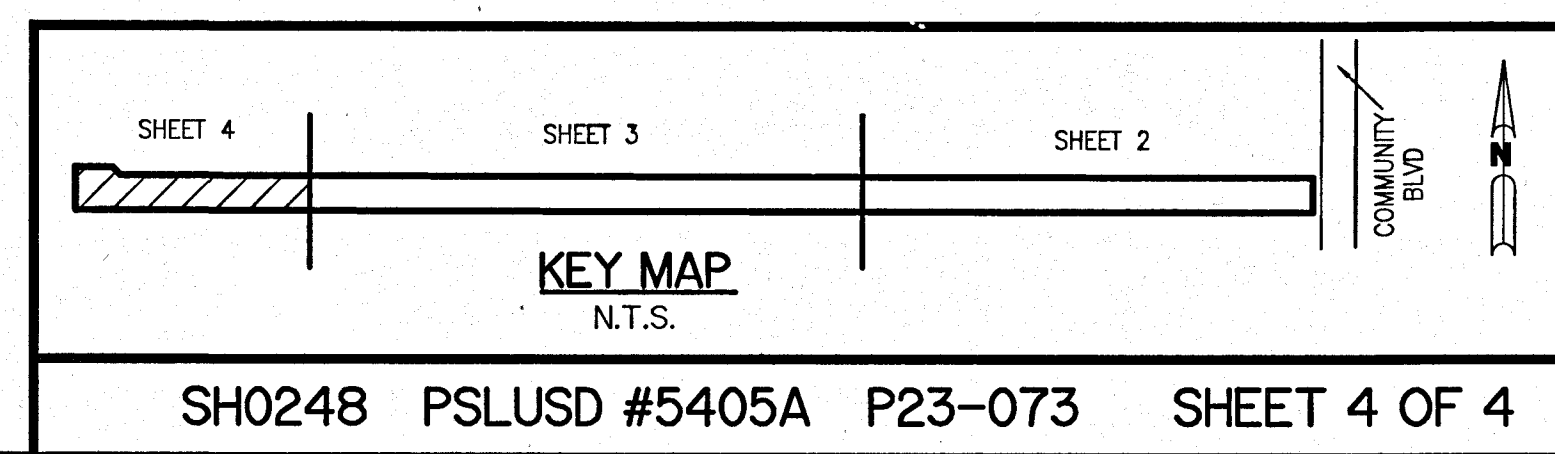 SHEET 4
SHEET 3
SHEET 2
COMMUNITY
BLVD
N
KEY MAP
N.T.S.
SH0248 PSLUSD #5405A P23-073 SHEET 4 OF 4